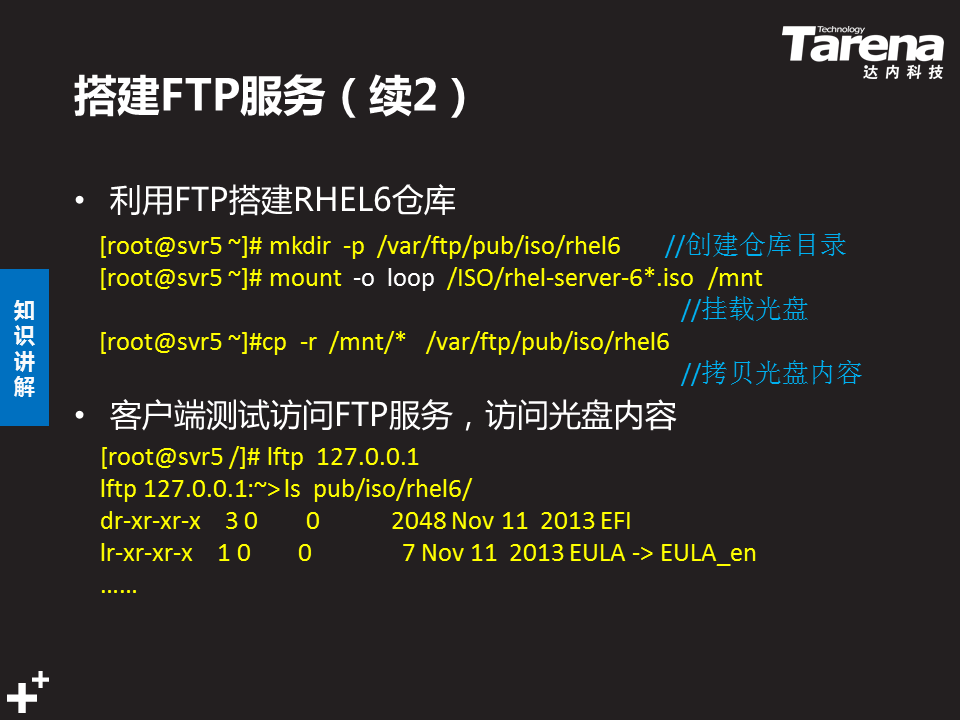 Technology
Tarena
达内科技
搭建FTP服务（续2）
• 利用FTP搭建RHEL6仓库
[root@svr5 ~]# mkdir -p /var/ftp/pub/iso/rhel6 //创建仓库目录
[root@svr5 ~]# mount -o loop /ISO/rhel-server-6*.iso /mnt
//挂载光盘
[root@svr5 ~]#cp -r /mnt/* /var/ftp/pub/iso/rhel6
//拷贝光盘内容
知识讲解
• 客户端测试访问FTP服务，访问光盘内容
[root@svr5 /]# lftp 127.0.0.1
lftp 127.0.0.1:~> ls pub/iso/rhel6/
dr-xr-xr-x 3 0 0 2048 Nov 11 2013 EFI
lr-xr-xr-x 1 0 0 7 Nov 11 2013 EULA -> EULA_en
……